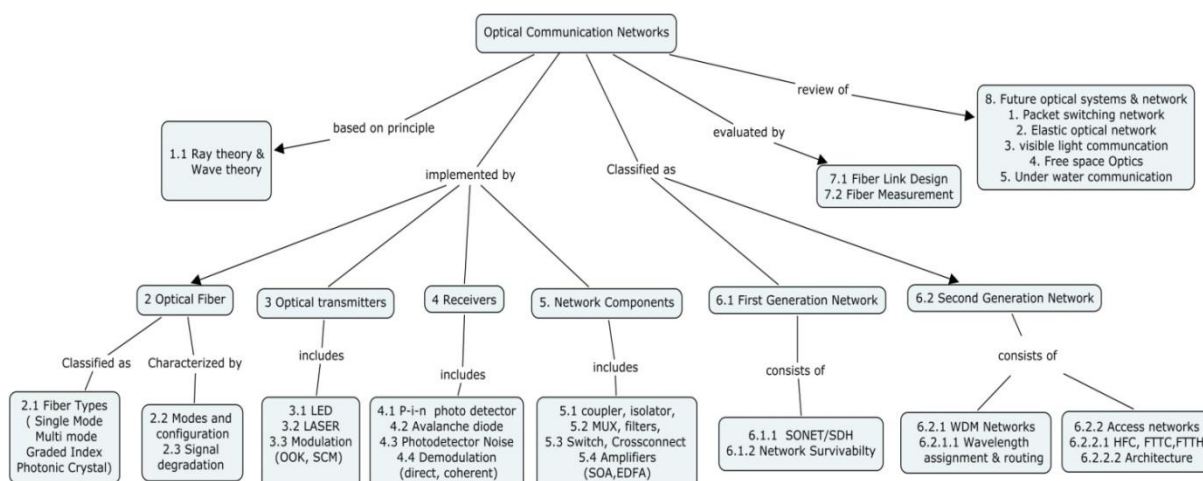 Optical Communication Networks
review of
8. Future optical systems & network
1. Packet switching network
2. Elastic optical network
3. visible light communcation
4. Free space Optics
5. Under water communication
based on principle
evaluated by
1.1 Ray theory &
Wave theory
implemented by
Classified as
7.1 Fiber Link Design
7.2 Fiber Measurement
2 Optical Fiber
3 Optical transmitters
4 Receivers
5. Network Components
6.1 First Generation Network
6.2 Second Generation Network
Classified as
Characterized by
includes
includes
includes
consists of
consists of
2.1 Fiber Types
( Single Mode
Multi mode
Graded Index
Photonic Crystal)
2.2 Modes and
configuration
2.3 Signal
degradation
3.1 LED
3.2 LASER
3.3 Modulation
(OOK, SCM)
4.1 P-i-n photo detector
4.2 Avalanche diode
4.3 Photodetector Noise
4.4 Demodulation
(direct, coherent)
5.1 coupler, isolator,
5.2 MUX, filters,
5.3 Switch, Crossconnect
5.4 Amplifiers
(SOA,EDFA)
6.1.1 SONET/SDH
6.1.2 Network Survivabilty
6.2.1 WDM Networks
6.2.1.1 Wavelength
assignment & routing
6.2.2 Access networks
6.2.2.1 HFC, FTTC,FTTH
6.2.2.2 Architecture